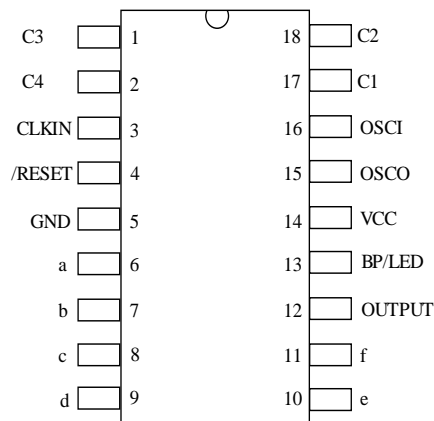 C3 1 18 C2
C4 2 17 C1
CLKIN 3 16 OSCI
/RESET 4 15 OSCO
GND 5 14 VCC
a 6 13 BP/LED
b 7 12 OUTPUT
c 8 11 f
d 9 10 e